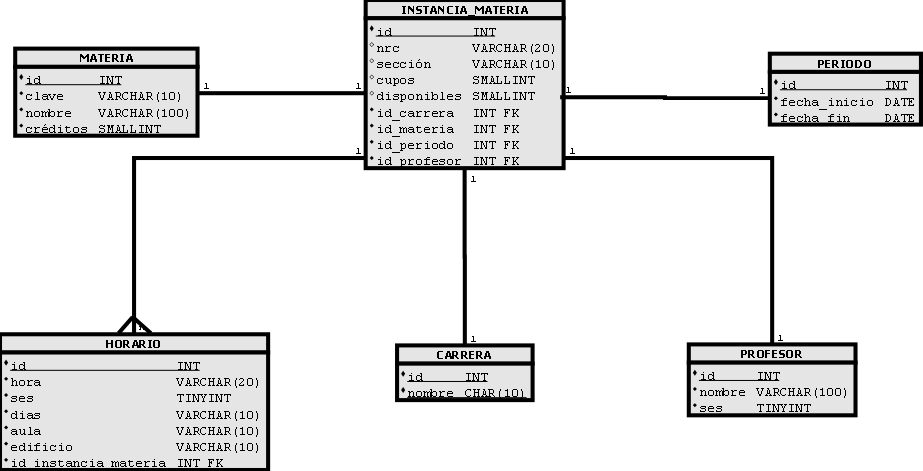 INSTANCIA_MATERIA
id INT
nrc VARCHAR(20)
sección VARCHAR(10)
cupos SMALLINT
disponibles SMALLINT
id_carrera INT FK
id_materia INT FK
id_periodo INT FK
id_profesor INT FK
MATERIA
id INT
clave VARCHAR(10)
nombre VARCHAR(100)
créditos SMALLINT
PERIODO
id INT
fecha_inicio DATE
fecha_fin DATE
1
1
1
1
1
1
1
1
1
HORARIO
id INT
hora VARCHAR(20)
ses TINYINT
dias VARCHAR(10)
aula VARCHAR(10)
edificio VARCHAR(10)
id_instancia_materia INT FK
CARRERA
id INT
nombre CHAR(10)
PROFESOR
id INT
nombre VARCHAR(100)
ses TINYINT